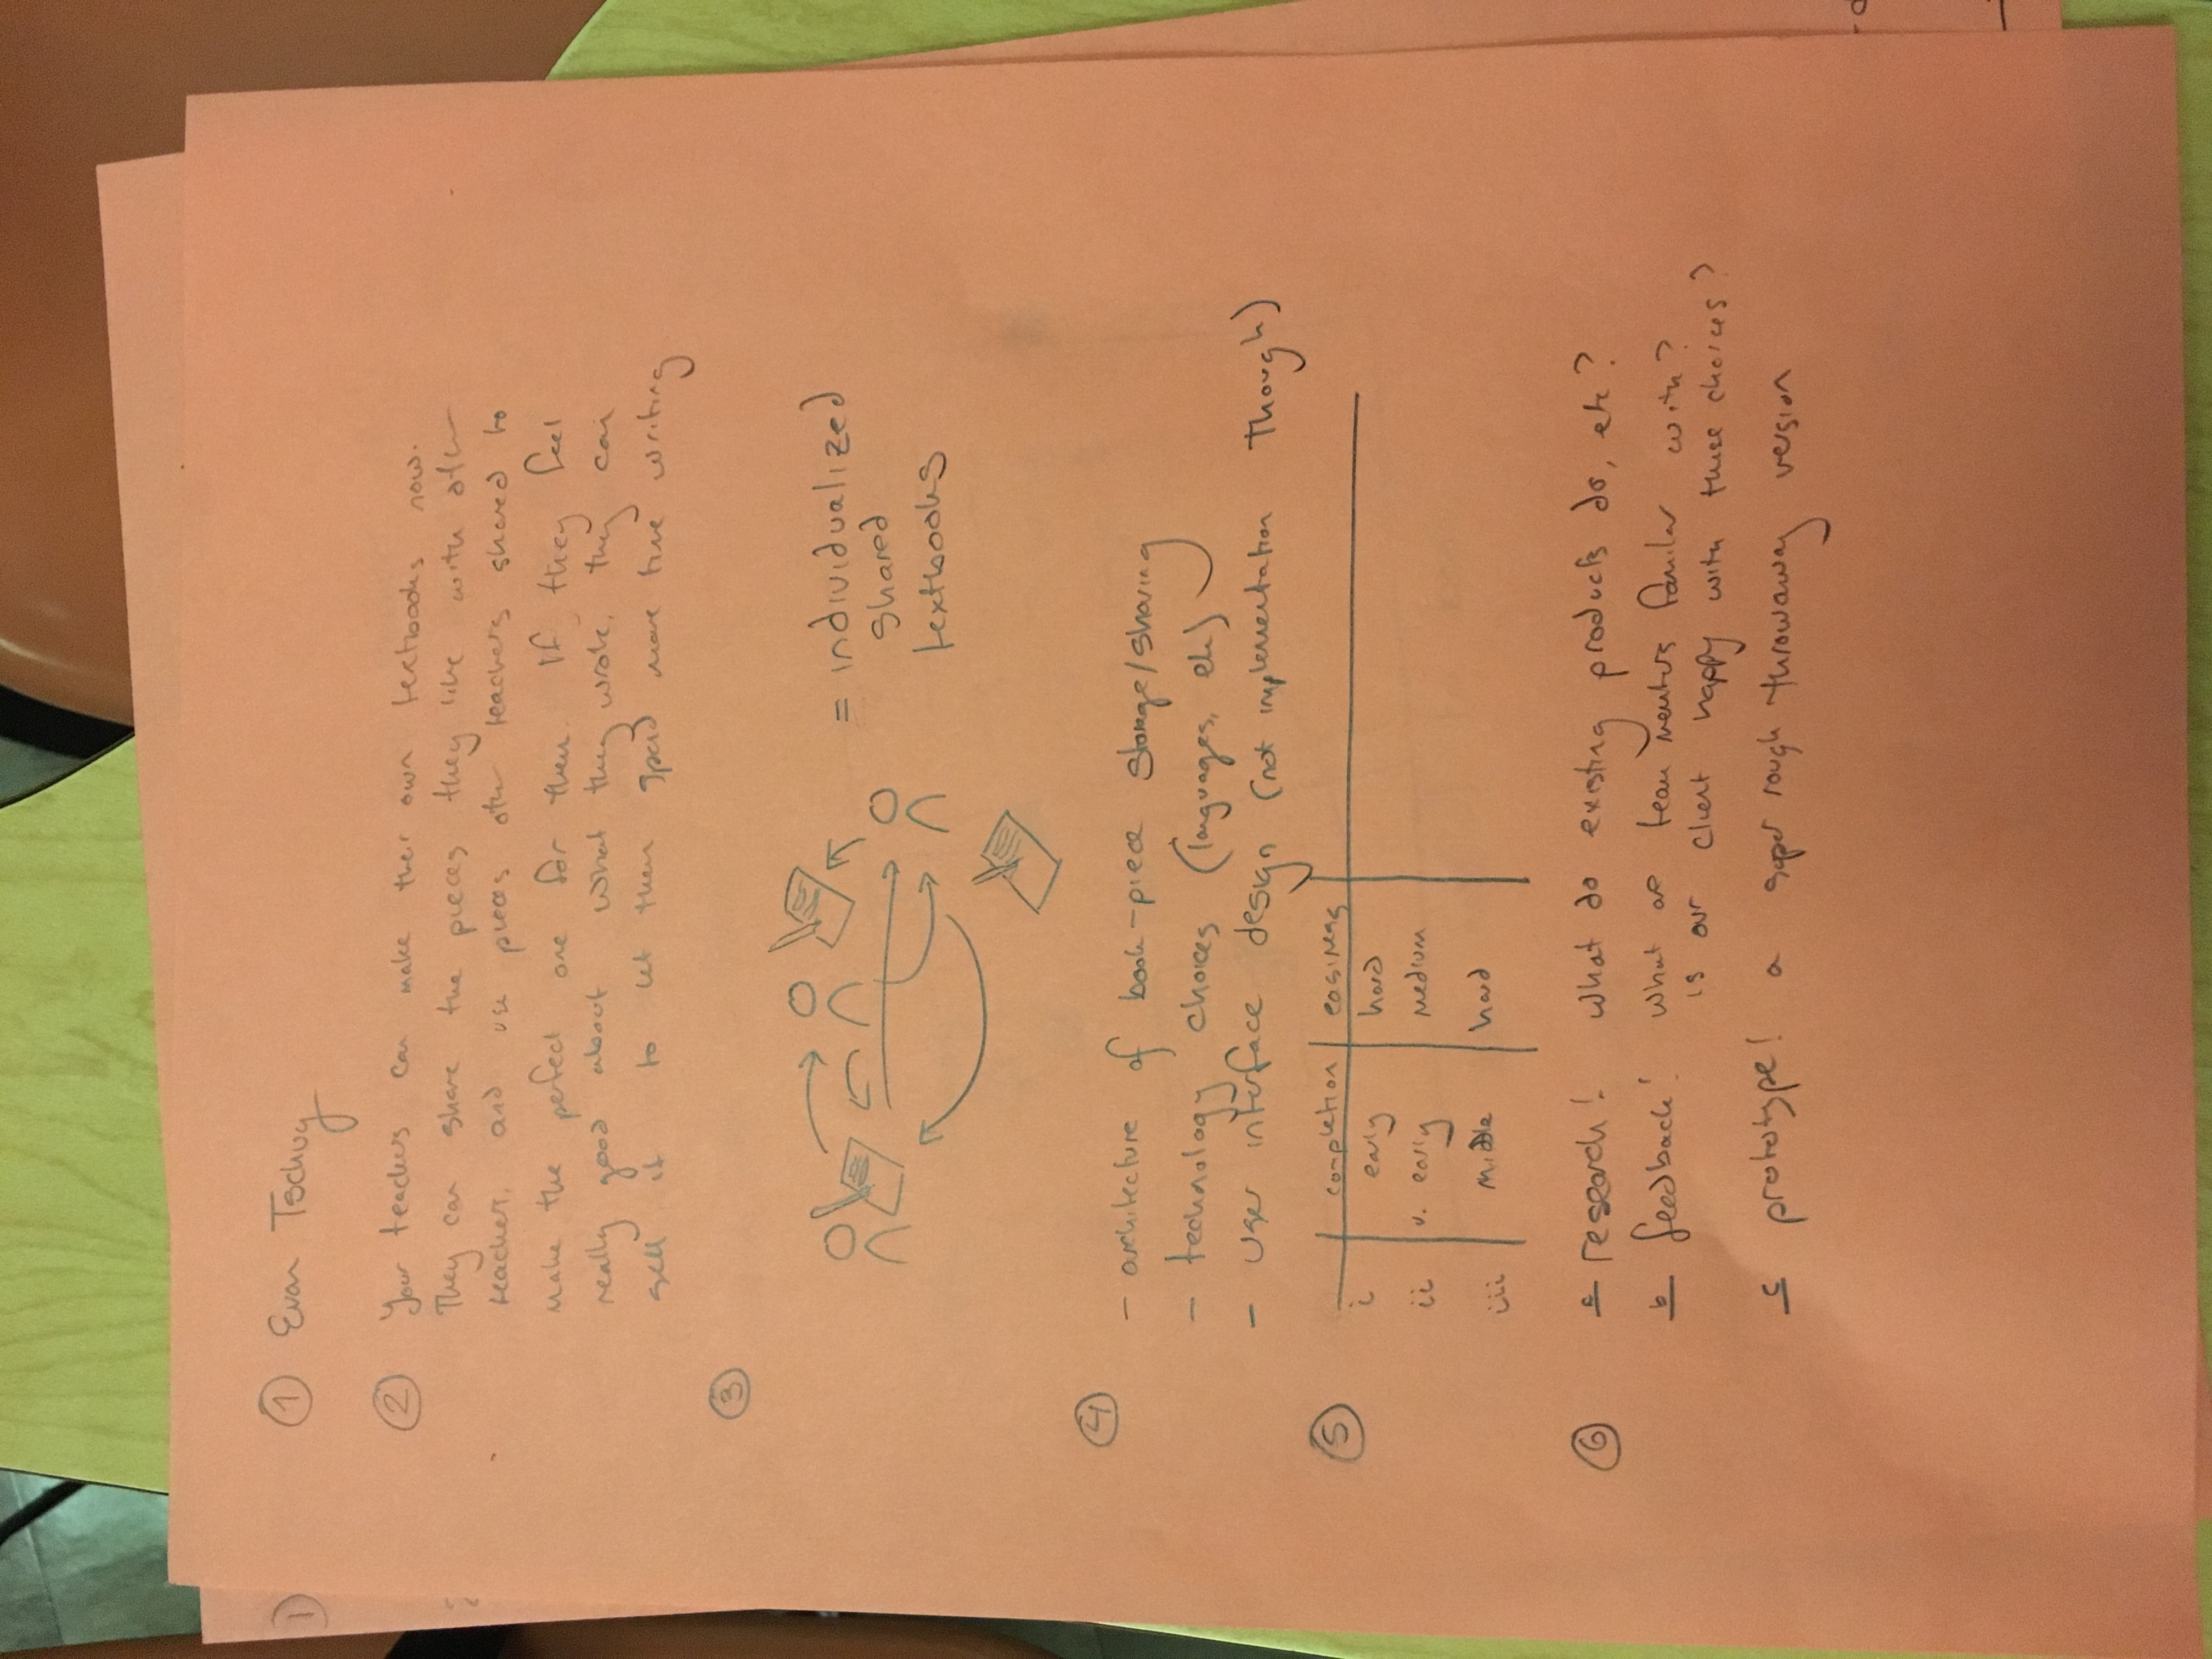 ① Evan Tschuy
② Your teachers can make their own textbooks now.
They can share the pieces they like with other
teachers, and use pieces other teachers shared to
make the perfect one for them. If they feel
really good about what they wrote, they can
sell it to let them spend more time writing
③
= individualized
shared
textbooks
④
- architecture of book-piece storage/sharing
- technology choices (languages, etc)
- user interface design (not implementation though)
⑤ completion easiness
i early hard
ii v. early medium
iii middle hard
⑥ a research! what do existing products do, etc?
b feedback! what are team members familiar with?
is our client happy with these choices?
c prototype! a super rough throwaway version
1)
2